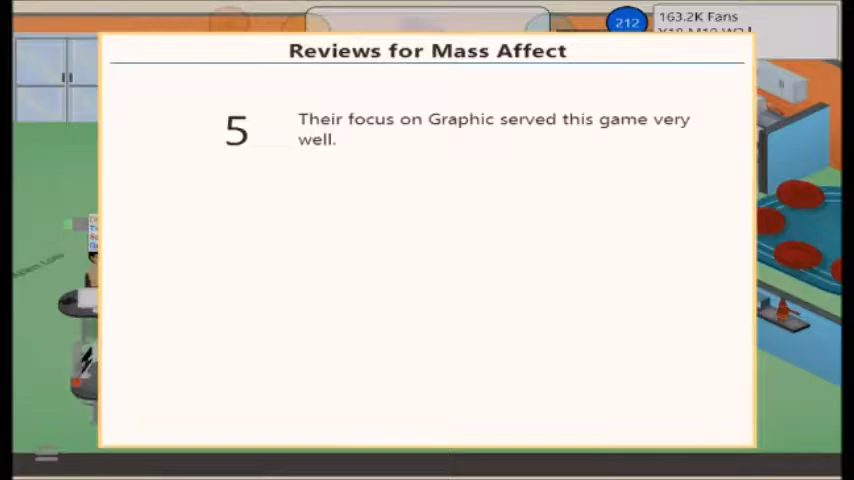 212
163.2K Fans
Reviews for Mass Affect
5
Their focus on Graphic served this game very
well.